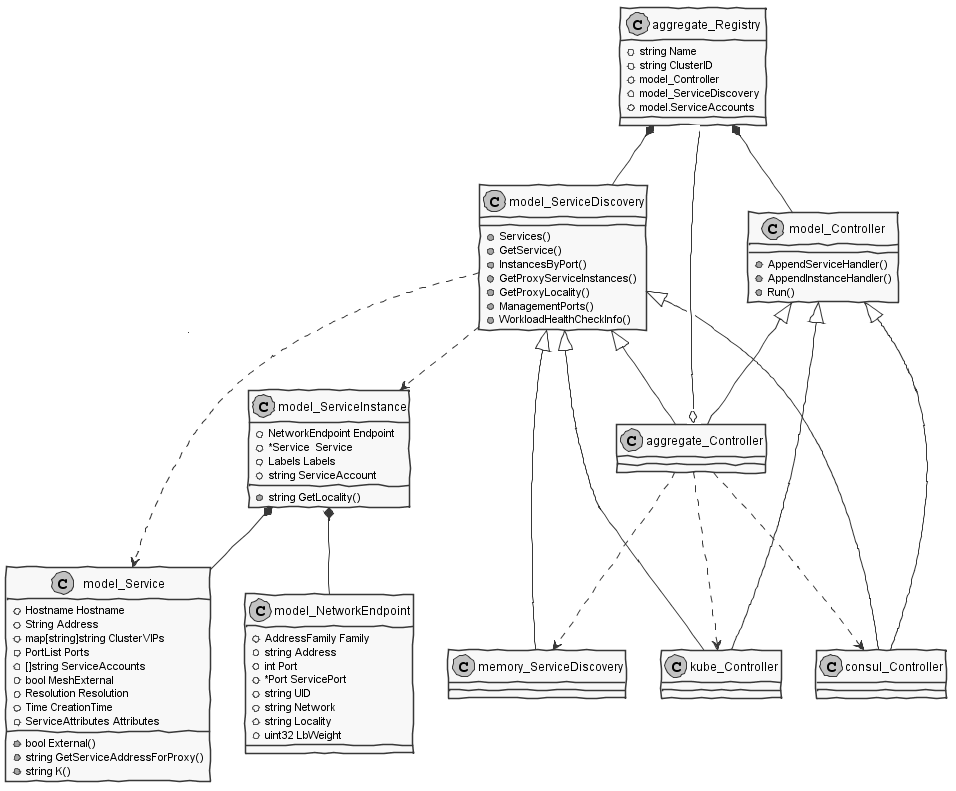 C aggregate_Registry
string Name
string ClusterID
model_Controller
model_ServiceDiscovery
model.ServiceAccounts
C model_ServiceDiscovery
Services()
GetService()
InstancesByPort()
GetProxyServiceInstances()
GetProxyLocality()
ManagementPorts()
WorkloadHealthCheckInfo()
C model_Controller
AppendServiceHandler()
AppendInstanceHandler()
Run()
C model_ServiceInstance
NetworkEndpoint Endpoint
*Service Service
Labels Labels
string ServiceAccount
string GetLocality()
C aggregate_Controller
C model_Service
Hostname Hostname
String Address
map[string]string ClusterVIPs
PortList Ports
[]string ServiceAccounts
bool MeshExternal
Resolution Resolution
Time CreationTime
ServiceAttributes Attributes
bool External()
string GetServiceAddressForProxy()
string K()
C model_NetworkEndpoint
AddressFamily Family
string Address
int Port
*Port ServicePort
string UID
string Network
string Locality
uint32 LbWeight
C memory_ServiceDiscovery
C kube_Controller
C consul_Controller